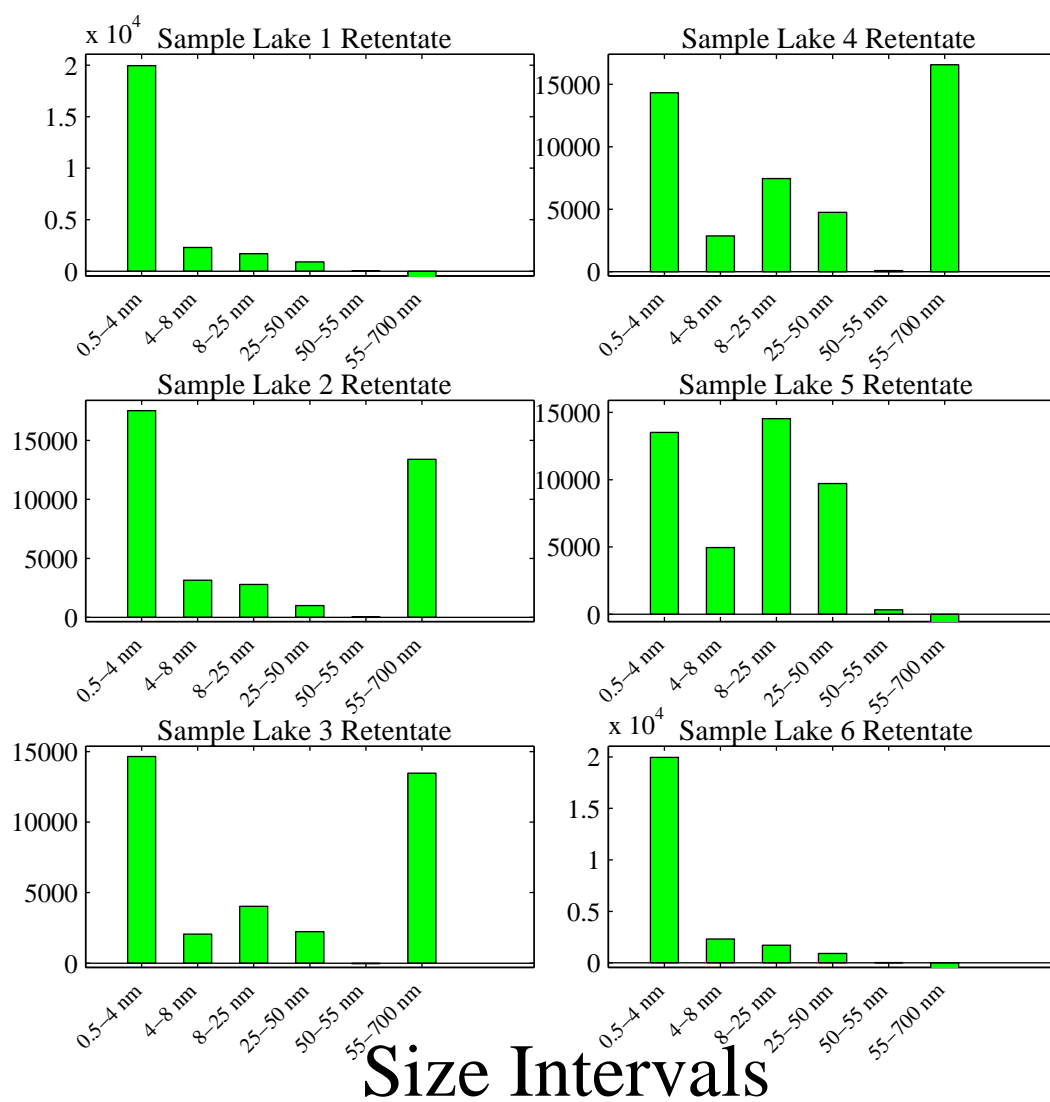 x 10^4 Sample Lake 1 Retentate
2
1.5
1
0.5
0
0.5–4 nm
4–8 nm
8–25 nm
25–50 nm
50–55 nm
55–700 nm
Sample Lake 4 Retentate
15000
10000
5000
0
0.5–4 nm
4–8 nm
8–25 nm
25–50 nm
50–55 nm
55–700 nm
Sample Lake 2 Retentate
15000
10000
5000
0
0.5–4 nm
4–8 nm
8–25 nm
25–50 nm
50–55 nm
55–700 nm
Sample Lake 5 Retentate
15000
10000
5000
0
0.5–4 nm
4–8 nm
8–25 nm
25–50 nm
50–55 nm
55–700 nm
Sample Lake 3 Retentate
15000
10000
5000
0
0.5–4 nm
4–8 nm
8–25 nm
25–50 nm
50–55 nm
55–700 nm
x 10^4 Sample Lake 6 Retentate
2
1.5
1
0.5
0
0.5–4 nm
4–8 nm
8–25 nm
25–50 nm
50–55 nm
55–700 nm
Size Intervals